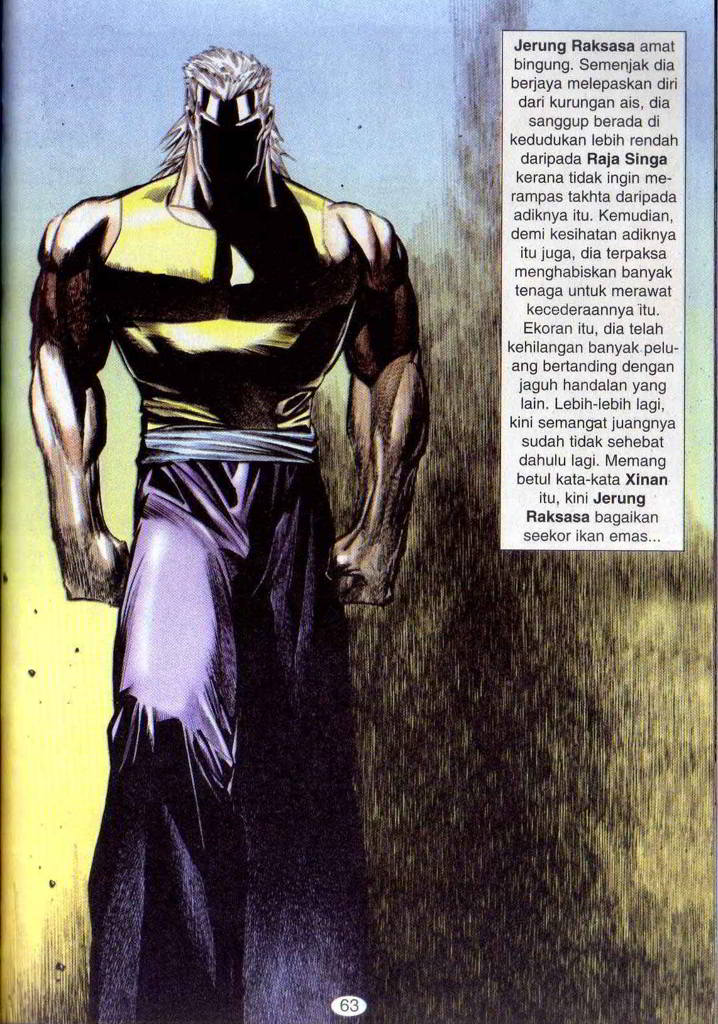 Jerung Raksasa amat
bingung. Semenjak dia
berjaya melepaskan diri
dari kurungan ais, dia
sanggup berada di
kedudukan lebih rendah
daripada Raja Singa
kerana tidak ingin me-
rampas takhta daripada
adiknya itu. Kemudian,
demi kesihatan adiknya
itu juga, dia terpaksa
menghabiskan banyak
tenaga untuk merawat
kecederaannya itu.
Ekoran itu, dia telah
kehilangan banyak pelu-
ang bertanding dengan
jaguh handalan yang
lain. Lebih-lebih lagi,
kini semangat juangnya
sudah tidak sehebat
dahulu lagi. Memang
betul kata-kata Xinan
itu, kini Jerung
Raksasa bagaikan
seekor ikan emas...
63